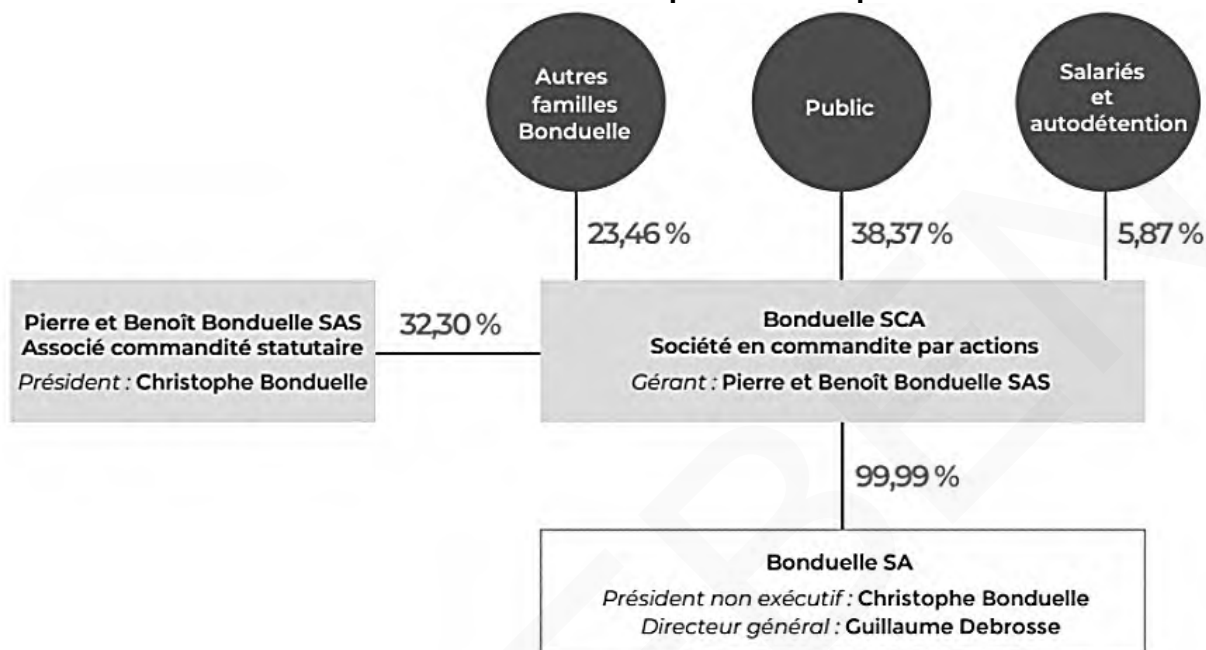 Autres
familles
Bonduelle
Public
Salariés
et
autodétention
23,46 %
38,37 %
5,87 %
Pierre et Benoît Bonduelle SAS
Associé commandité statutaire
Président : Christophe Bonduelle
32,30 %
Bonduelle SCA
Société en commandite par actions
Gérant : Pierre et Benoît Bonduelle SAS
99,99 %
Bonduelle SA
Président non exécutif : Christophe Bonduelle
Directeur général : Guillaume Debrosse